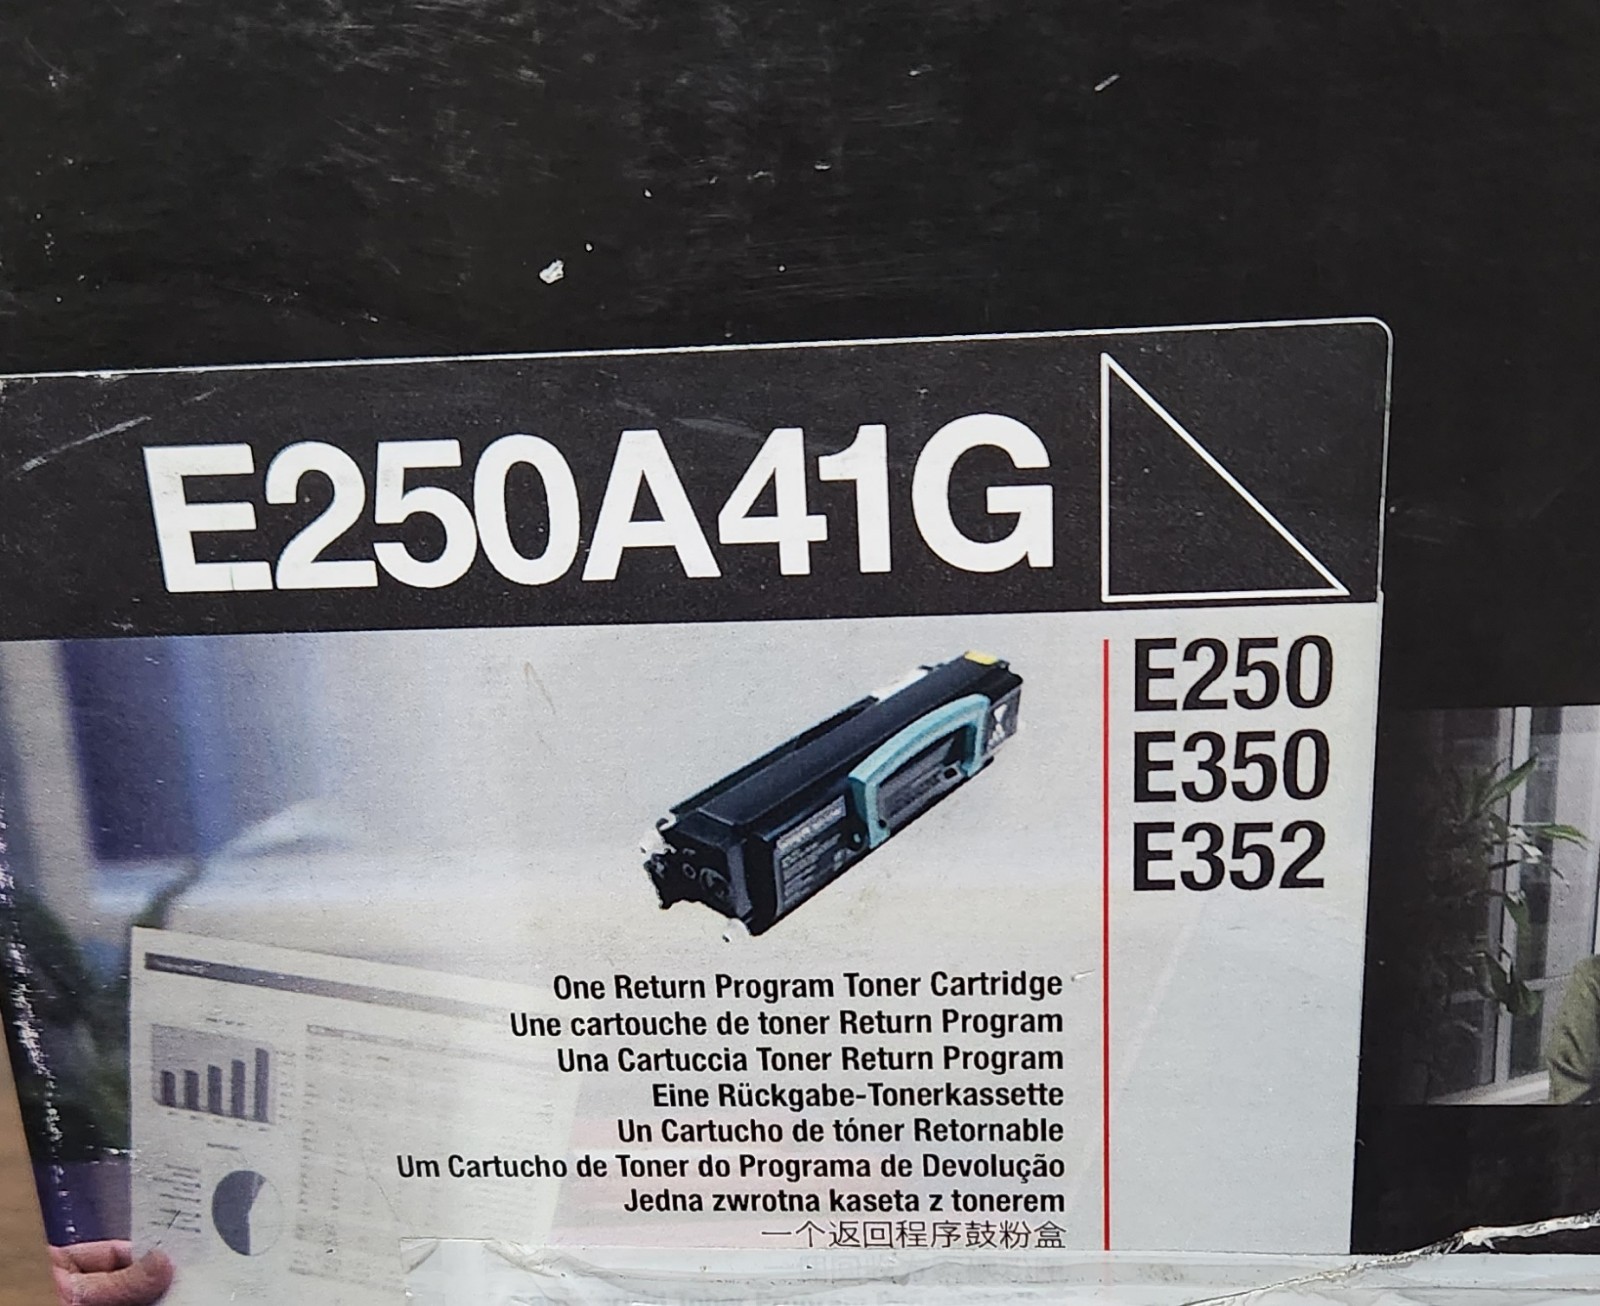 E250A41G
E250
E350
E352
One Return Program Toner Cartridge
Une cartouche de toner Return Program
Una Cartuccia Toner Return Program
Eine Rückgabe-Tonerkassette
Un Cartucho de tóner Retornable
Um Cartucho de Toner do Programa de Devolução
Jedna zwrotna kaseta z tonerem
一个返回程序鼓粉盒